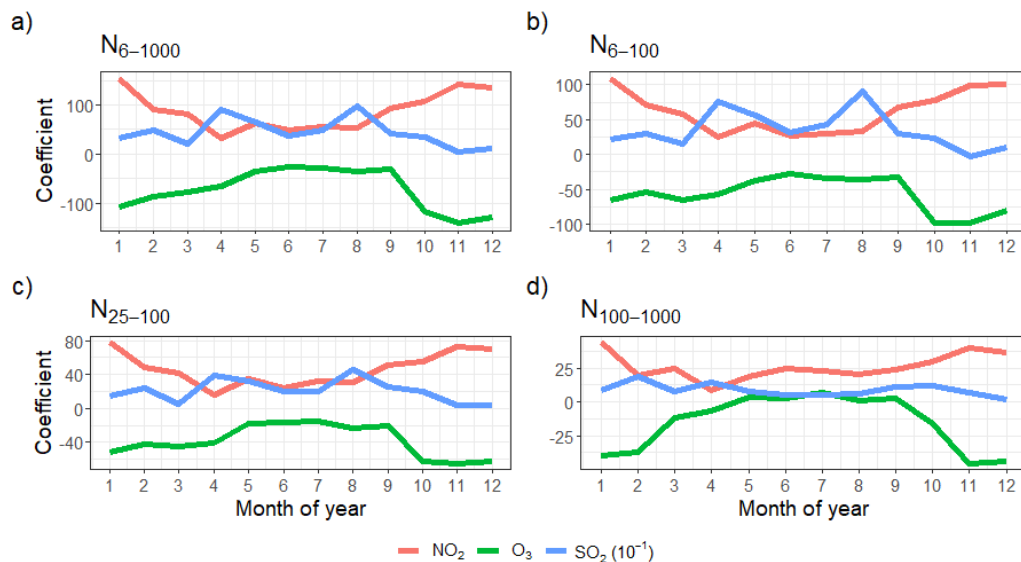 a)
N6–1000
Coefficient
100
0
-100
1 2 3 4 5 6 7 8 9 10 11 12
b)
N6–100
100
50
0
-50
-100
1 2 3 4 5 6 7 8 9 10 11 12
c)
N25–100
Coefficient
80
40
0
-40
1 2 3 4 5 6 7 8 9 10 11 12
Month of year
d)
N100–1000
25
0
-25
1 2 3 4 5 6 7 8 9 10 11 12
Month of year
NO₂ O₃ SO₂ (10⁻¹)